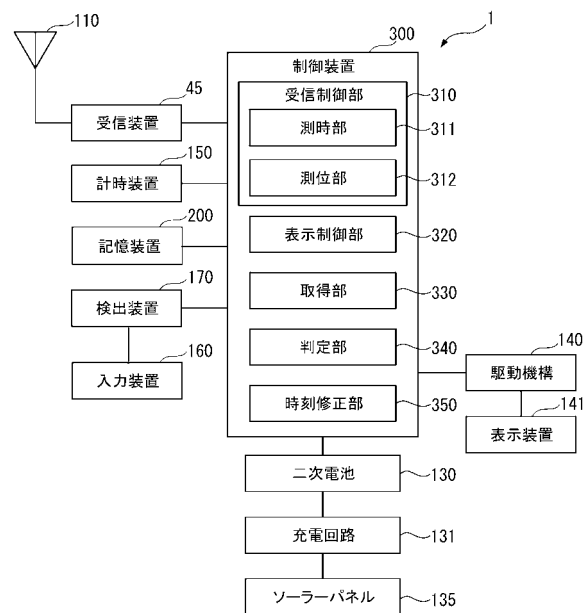 110
300
1
制御装置
45
受信制御部
310
受信装置
測時部
311
150
計時装置
測位部
312
200
記憶装置
表示制御部
320
170
検出装置
取得部
330
160
入力装置
判定部
340
140
駆動機構
時刻修正部
350
141
表示装置
二次電池
130
充電回路
131
ソーラーパネル
135